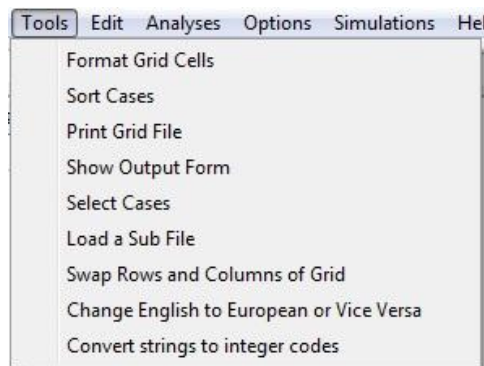 Tools Edit Analyses Options Simulations
Format Grid Cells
Sort Cases
Print Grid File
Show Output Form
Select Cases
Load a Sub File
Swap Rows and Columns of Grid
Change English to European or Vice Versa
Convert strings to integer codes